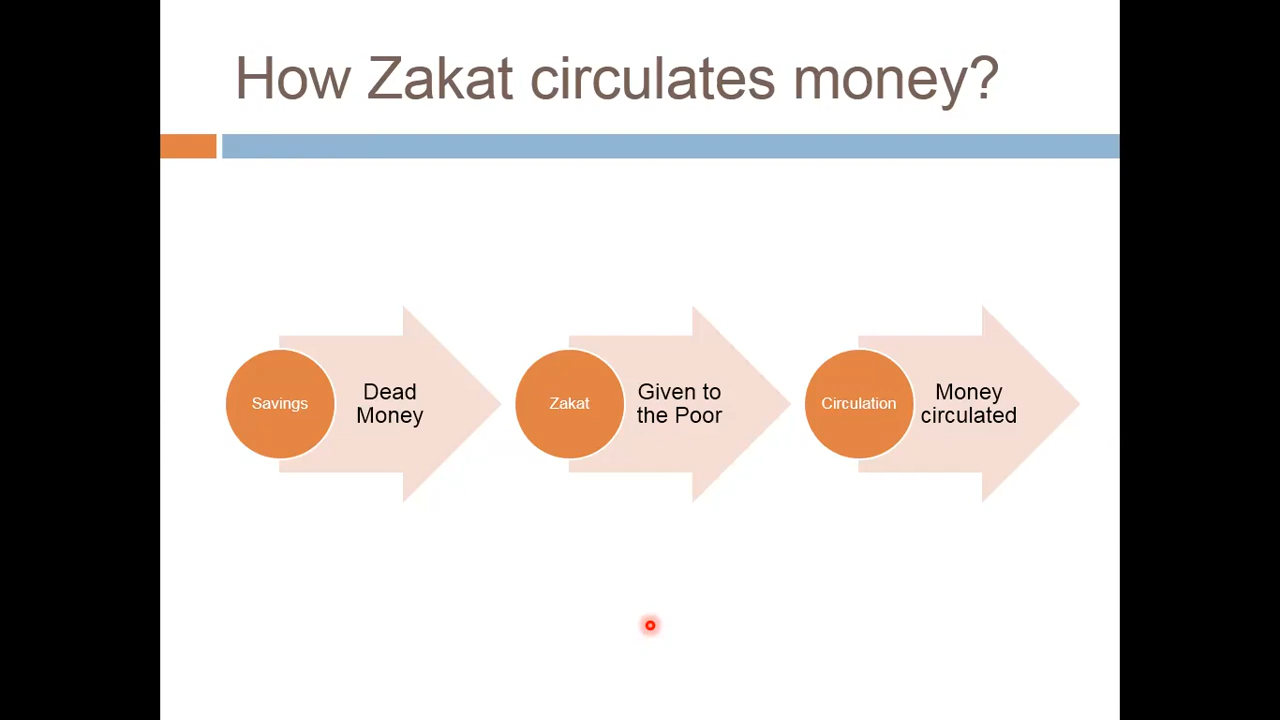 How Zakat circulates money?
Savings
Dead
Money
Zakat
Given to
the Poor
Circulation
Money
circulated